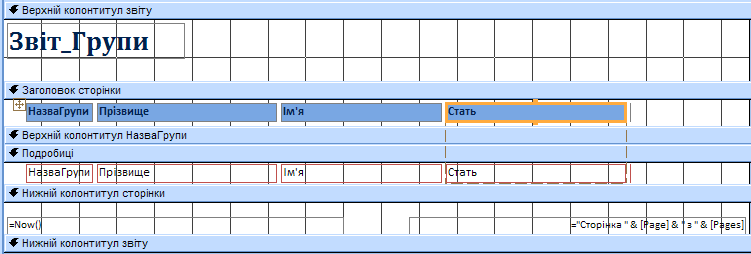 Верхній колонтитул звіту
Звіт_Групи
Заголовок сторінки
НазваГрупи Прізвище Ім'я Стать
Верхній колонтитул НазваГрупи
Подробиці
НазваГрупи Прізвище Ім'я Стать
Нижній колонтитул сторінки
=Now() ="Сторінка " & [Page] & " з " & [Pages]
Нижній колонтитул звіту